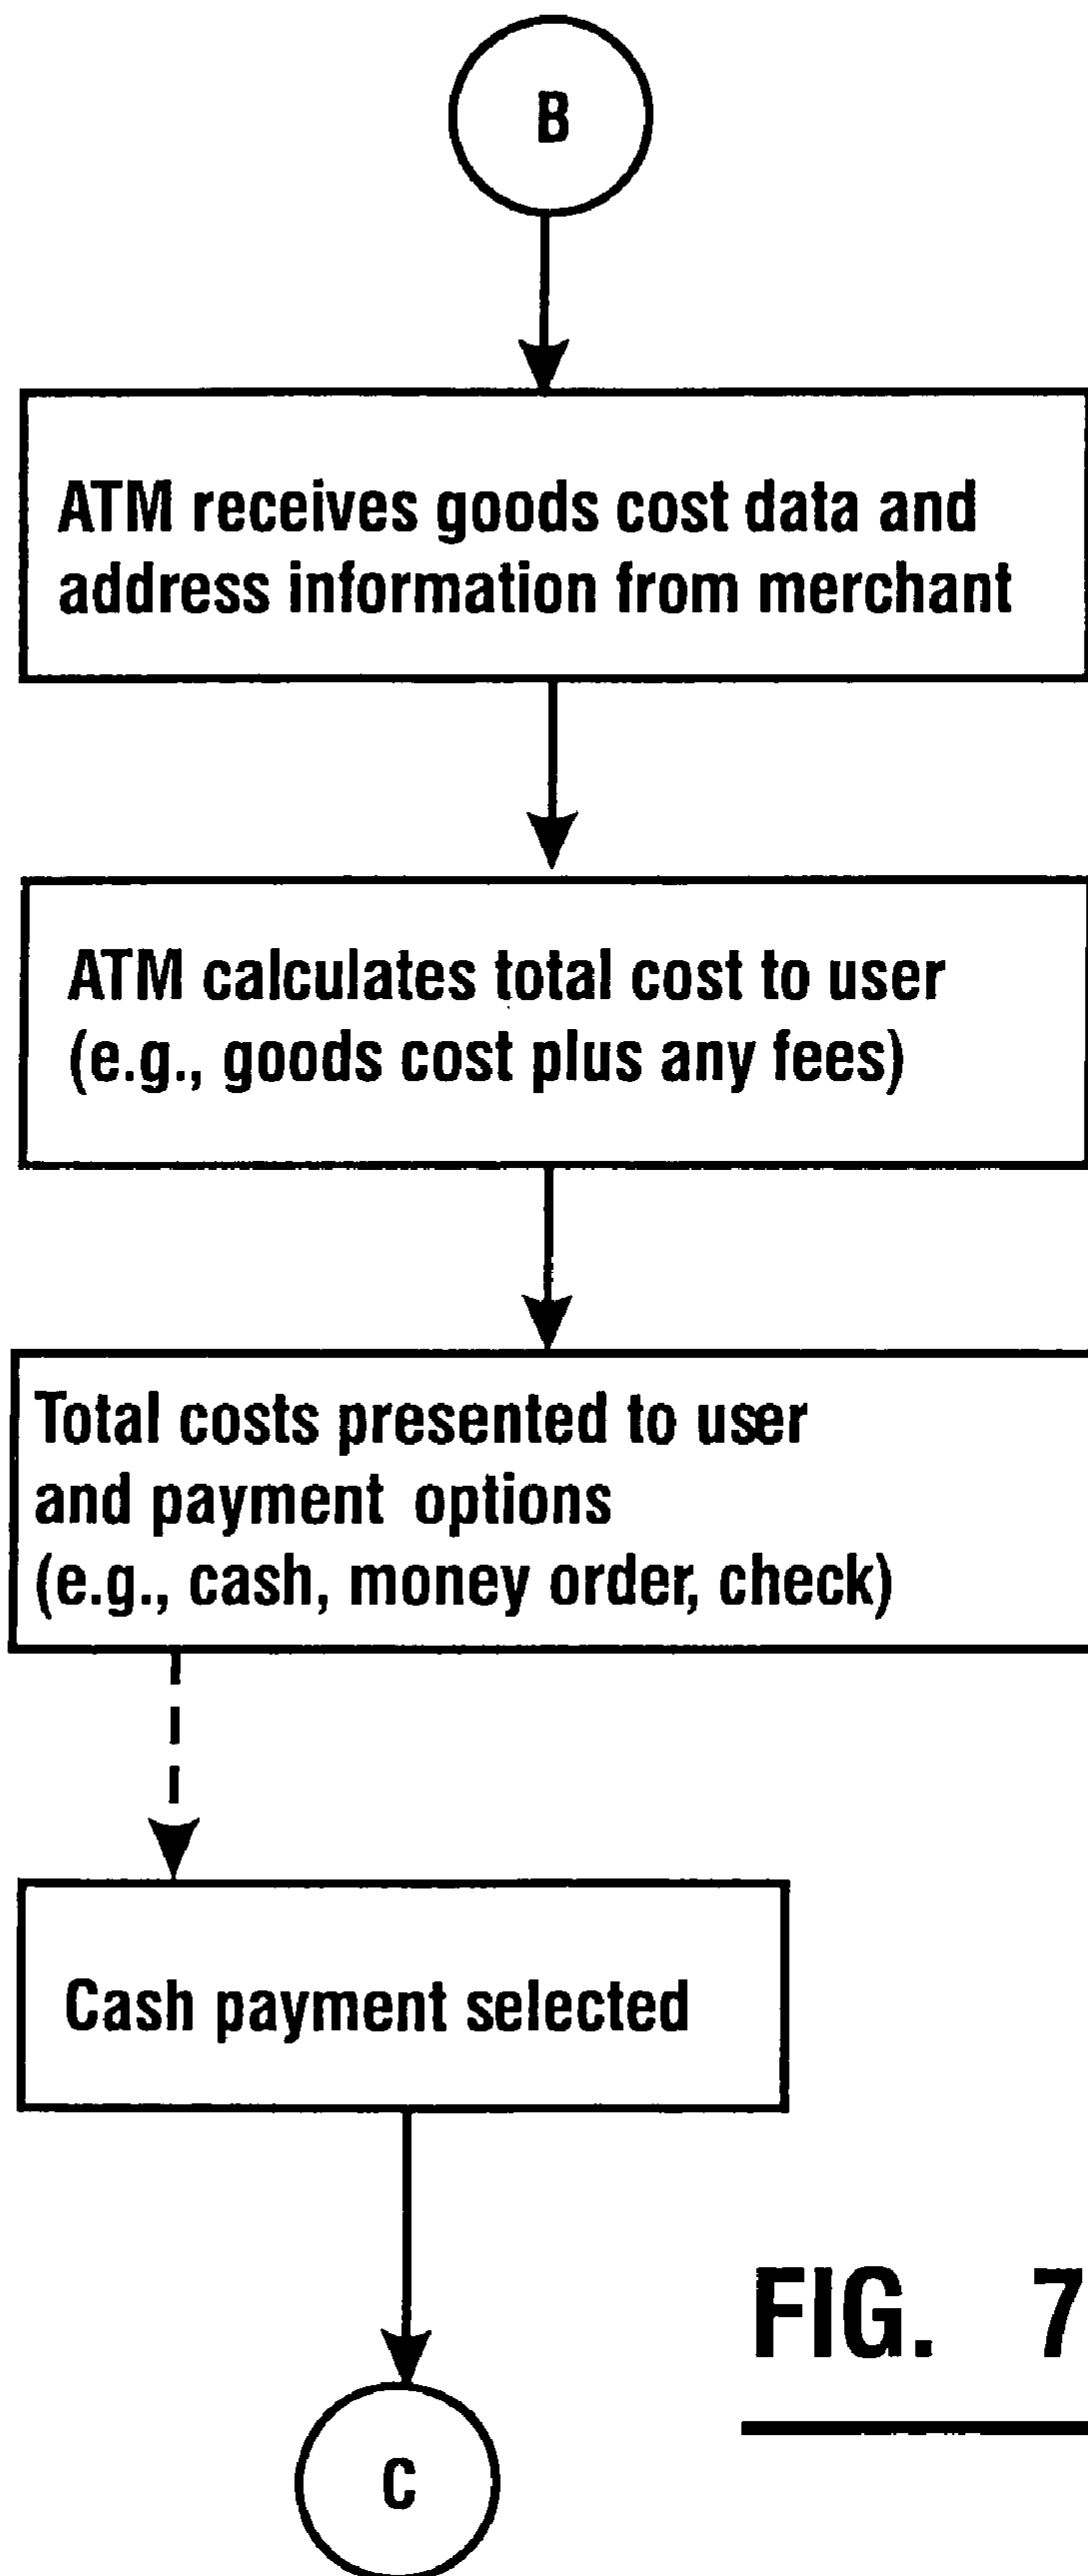 B
ATM receives goods cost data and
address information from merchant
ATM calculates total cost to user
(e.g., goods cost plus any fees)
Total costs presented to user
and payment options
(e.g., cash, money order, check)
Cash payment selected
FIG. 7
C